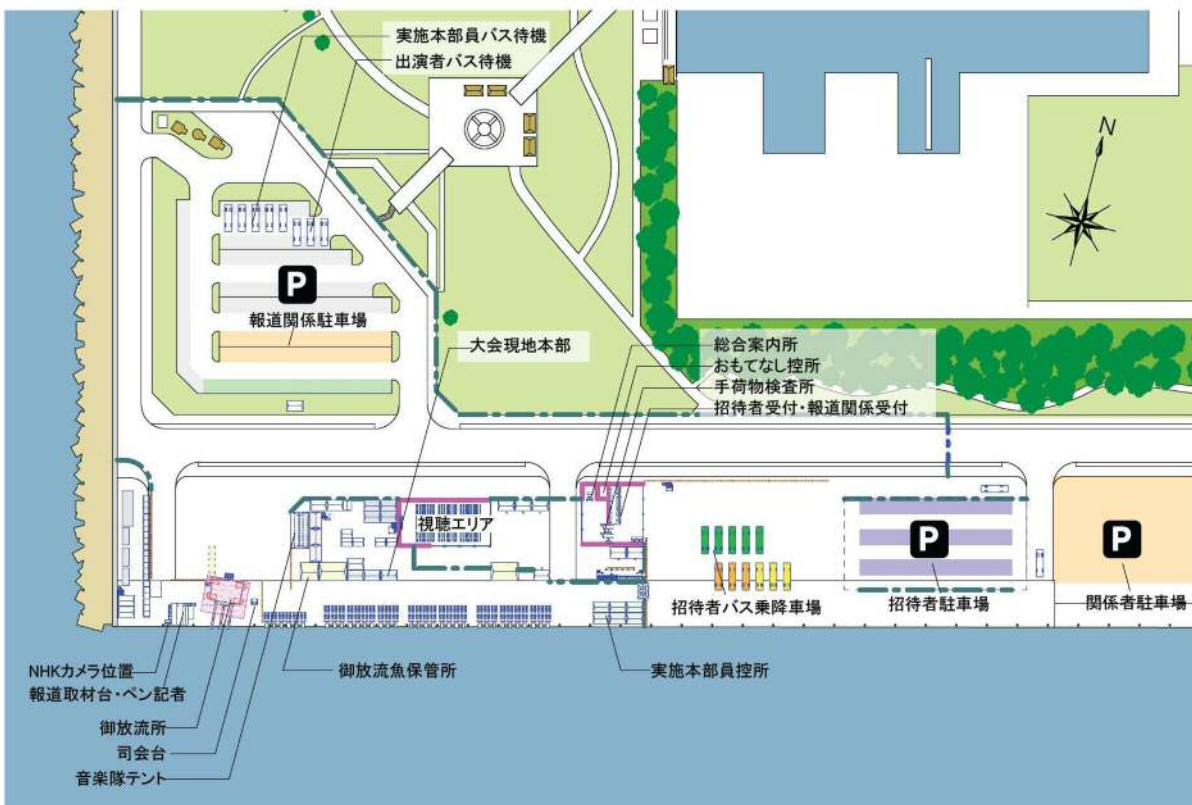 実施本部員バス待機
出演者バス待機
N
P
報道関係駐車場
大会現地本部
総合案内所
おもてなし控所
手荷物検査所
招待者受付・報道関係受付
視聴エリア
P
P
招待者バス乗降車場
招待者駐車場
関係者駐車場
NHKカメラ位置
報道取材台・ペン記者
御放流所
司会台
音楽隊テント
御放流魚保管所
実施本部員控所